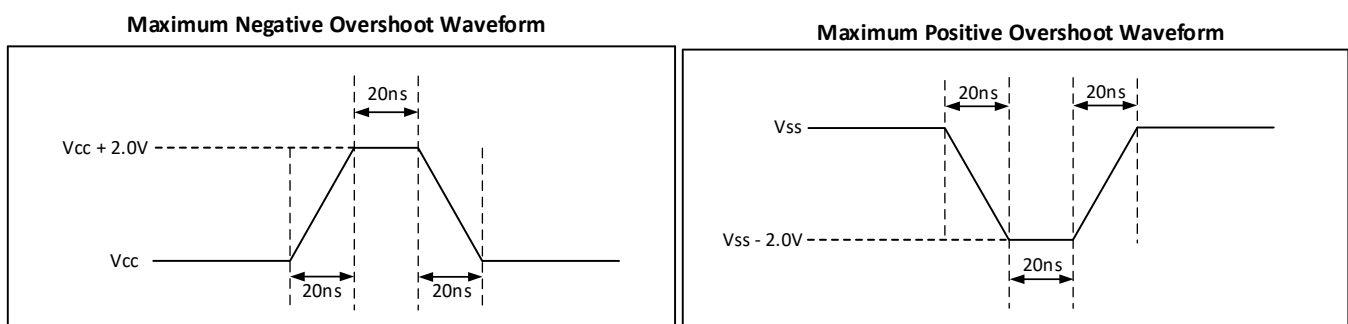 Maximum Negative Overshoot Waveform
20ns
Vcc + 2.0V
Vcc
20ns
20ns
Maximum Positive Overshoot Waveform
20ns
20ns
Vss
Vss - 2.0V
20ns